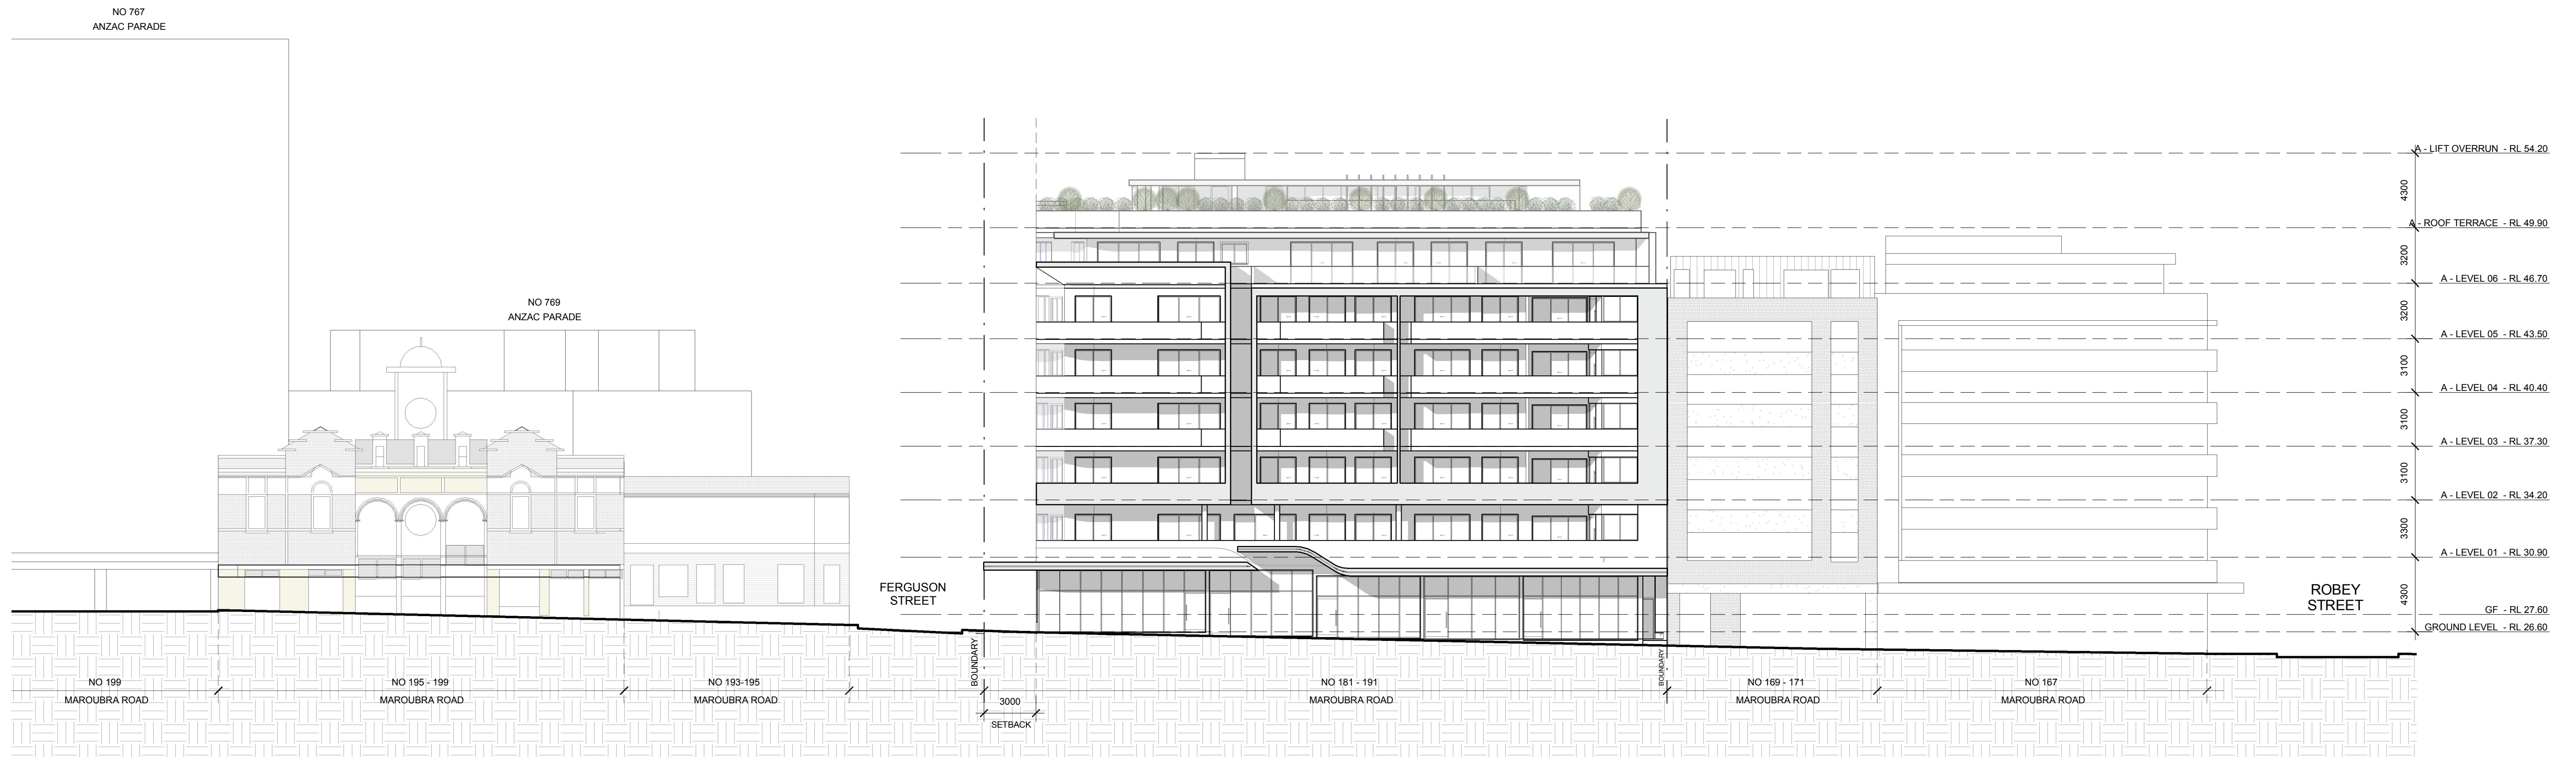 NO 767
ANZAC PARADE
NO 769
ANZAC PARADE
A - LIFT OVERRUN - RL 54.20
4300
A - ROOF TERRACE - RL 49.90
3200
A - LEVEL 06 - RL 46.70
3200
A - LEVEL 05 - RL 43.50
3100
A - LEVEL 04 - RL 40.40
3100
A - LEVEL 03 - RL 37.30
3100
A - LEVEL 02 - RL 34.20
3300
A - LEVEL 01 - RL 30.90
4300
GF - RL 27.60
GROUND LEVEL - RL 26.60
FERGUSON
STREET
ROBEY
STREET
BOUNDARY
BOUNDARY
NO 199
MAROUBRA ROAD
NO 195 - 199
MAROUBRA ROAD
NO 193-195
MAROUBRA ROAD
3000
SETBACK
NO 181 - 191
MAROUBRA ROAD
NO 169 - 171
MAROUBRA ROAD
NO 167
MAROUBRA ROAD